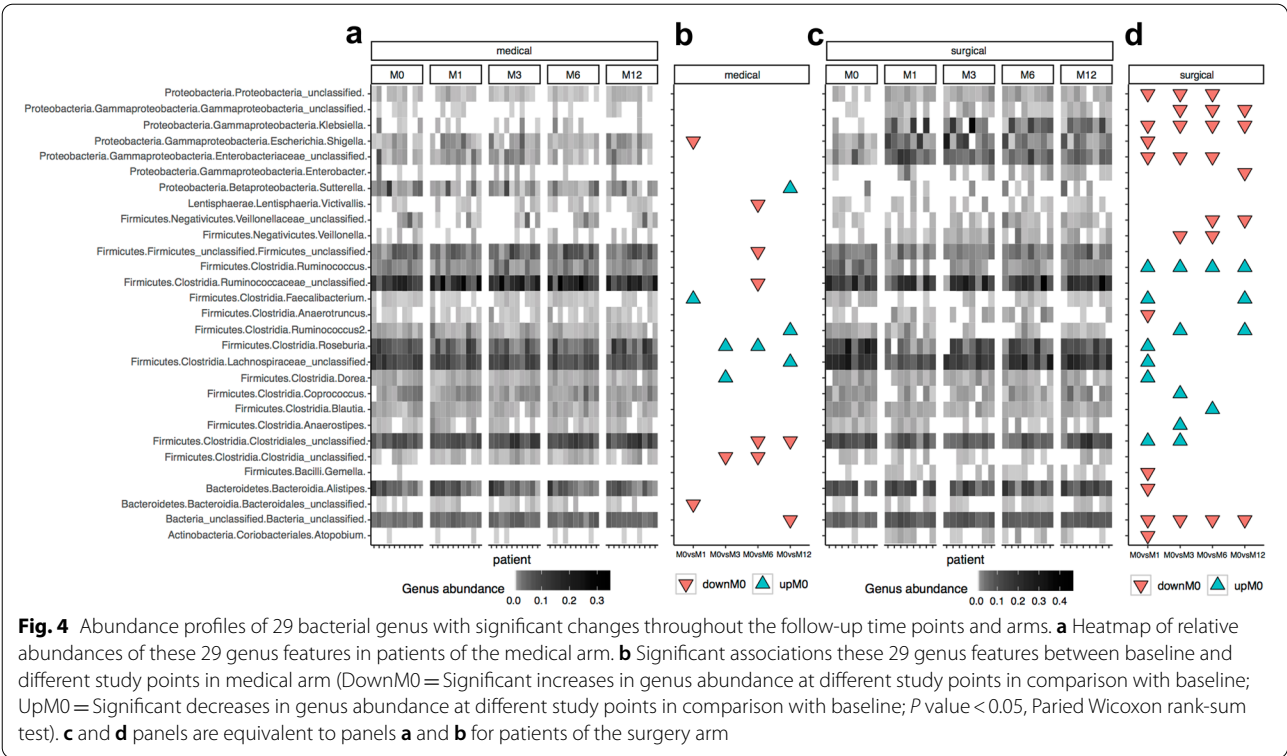 a
b
c
d
medical
medical
surgical
surgical
M0 M1 M3 M6 M12
M0 M1 M3 M6 M12
Proteobacteria.Proteobacteria_unclassified.
Proteobacteria.Gammaproteobacteria.Gammaproteobacteria_unclassified.
Proteobacteria.Gammaproteobacteria.Klebsiella.
Proteobacteria.Gammaproteobacteria.Escherichia.Shigella.
Proteobacteria.Gammaproteobacteria.Enterobacteriaceae_unclassified.
Proteobacteria.Gammaproteobacteria.Enterobacter.
Proteobacteria.Betaproteobacteria.Sutterella.
Lentisphaerae.Lentisphaeria.Victivallis.
Firmicutes.Negativicutes.Veillonellaceae_unclassified.
Firmicutes.Negativicutes.Veillonella.
Firmicutes.Firmicutes_unclassified.Firmicutes_unclassified.
Firmicutes.Clostridia.Ruminococcus.
Firmicutes.Clostridia.Ruminococcaceae_unclassified.
Firmicutes.Clostridia.Faecalibacterium.
Firmicutes.Clostridia.Anaerotruncus.
Firmicutes.Clostridia.Ruminococcus2.
Firmicutes.Clostridia.Roseburia.
Firmicutes.Clostridia.Lachnospiraceae_unclassified.
Firmicutes.Clostridia.Dorea.
Firmicutes.Clostridia.Coprococcus.
Firmicutes.Clostridia.Blautia.
Firmicutes.Clostridia.Anaerostipes.
Firmicutes.Clostridia.Clostridiales_unclassified.
Firmicutes.Clostridia.Clostridia_unclassified.
Firmicutes.Bacilli.Gemella.
Bacteroidetes.Bacteroidia.Alistipes.
Bacteroidetes.Bacteroidia.Bacteroidales_unclassified.
Bacteria_unclassified.Bacteria_unclassified.
Actinobacteria.Coriobacteriales.Atopobium.
patient
M0vsM1 M0vsM3 M0vsM6 M0vsM12
patient
M0vsM1 M0vsM3 M0vsM6 M0vsM12
Genus abundance
0.0 0.1 0.2 0.3
downM0 upM0
Genus abundance
0.0 0.1 0.2 0.3 0.4
downM0 upM0
Fig. 4 Abundance profiles of 29 bacterial genus with significant changes throughout the follow-up time points and arms. a Heatmap of relative
abundances of these 29 genus features in patients of the medical arm. b Significant associations these 29 genus features between baseline and
different study points in medical arm (DownM0 = Significant increases in genus abundance at different study points in comparison with baseline;
UpM0 = Significant decreases in genus abundance at different study points in comparison with baseline; P value < 0.05, Paried Wicoxon rank-sum
test). c and d panels are equivalent to panels a and b for patients of the surgery arm